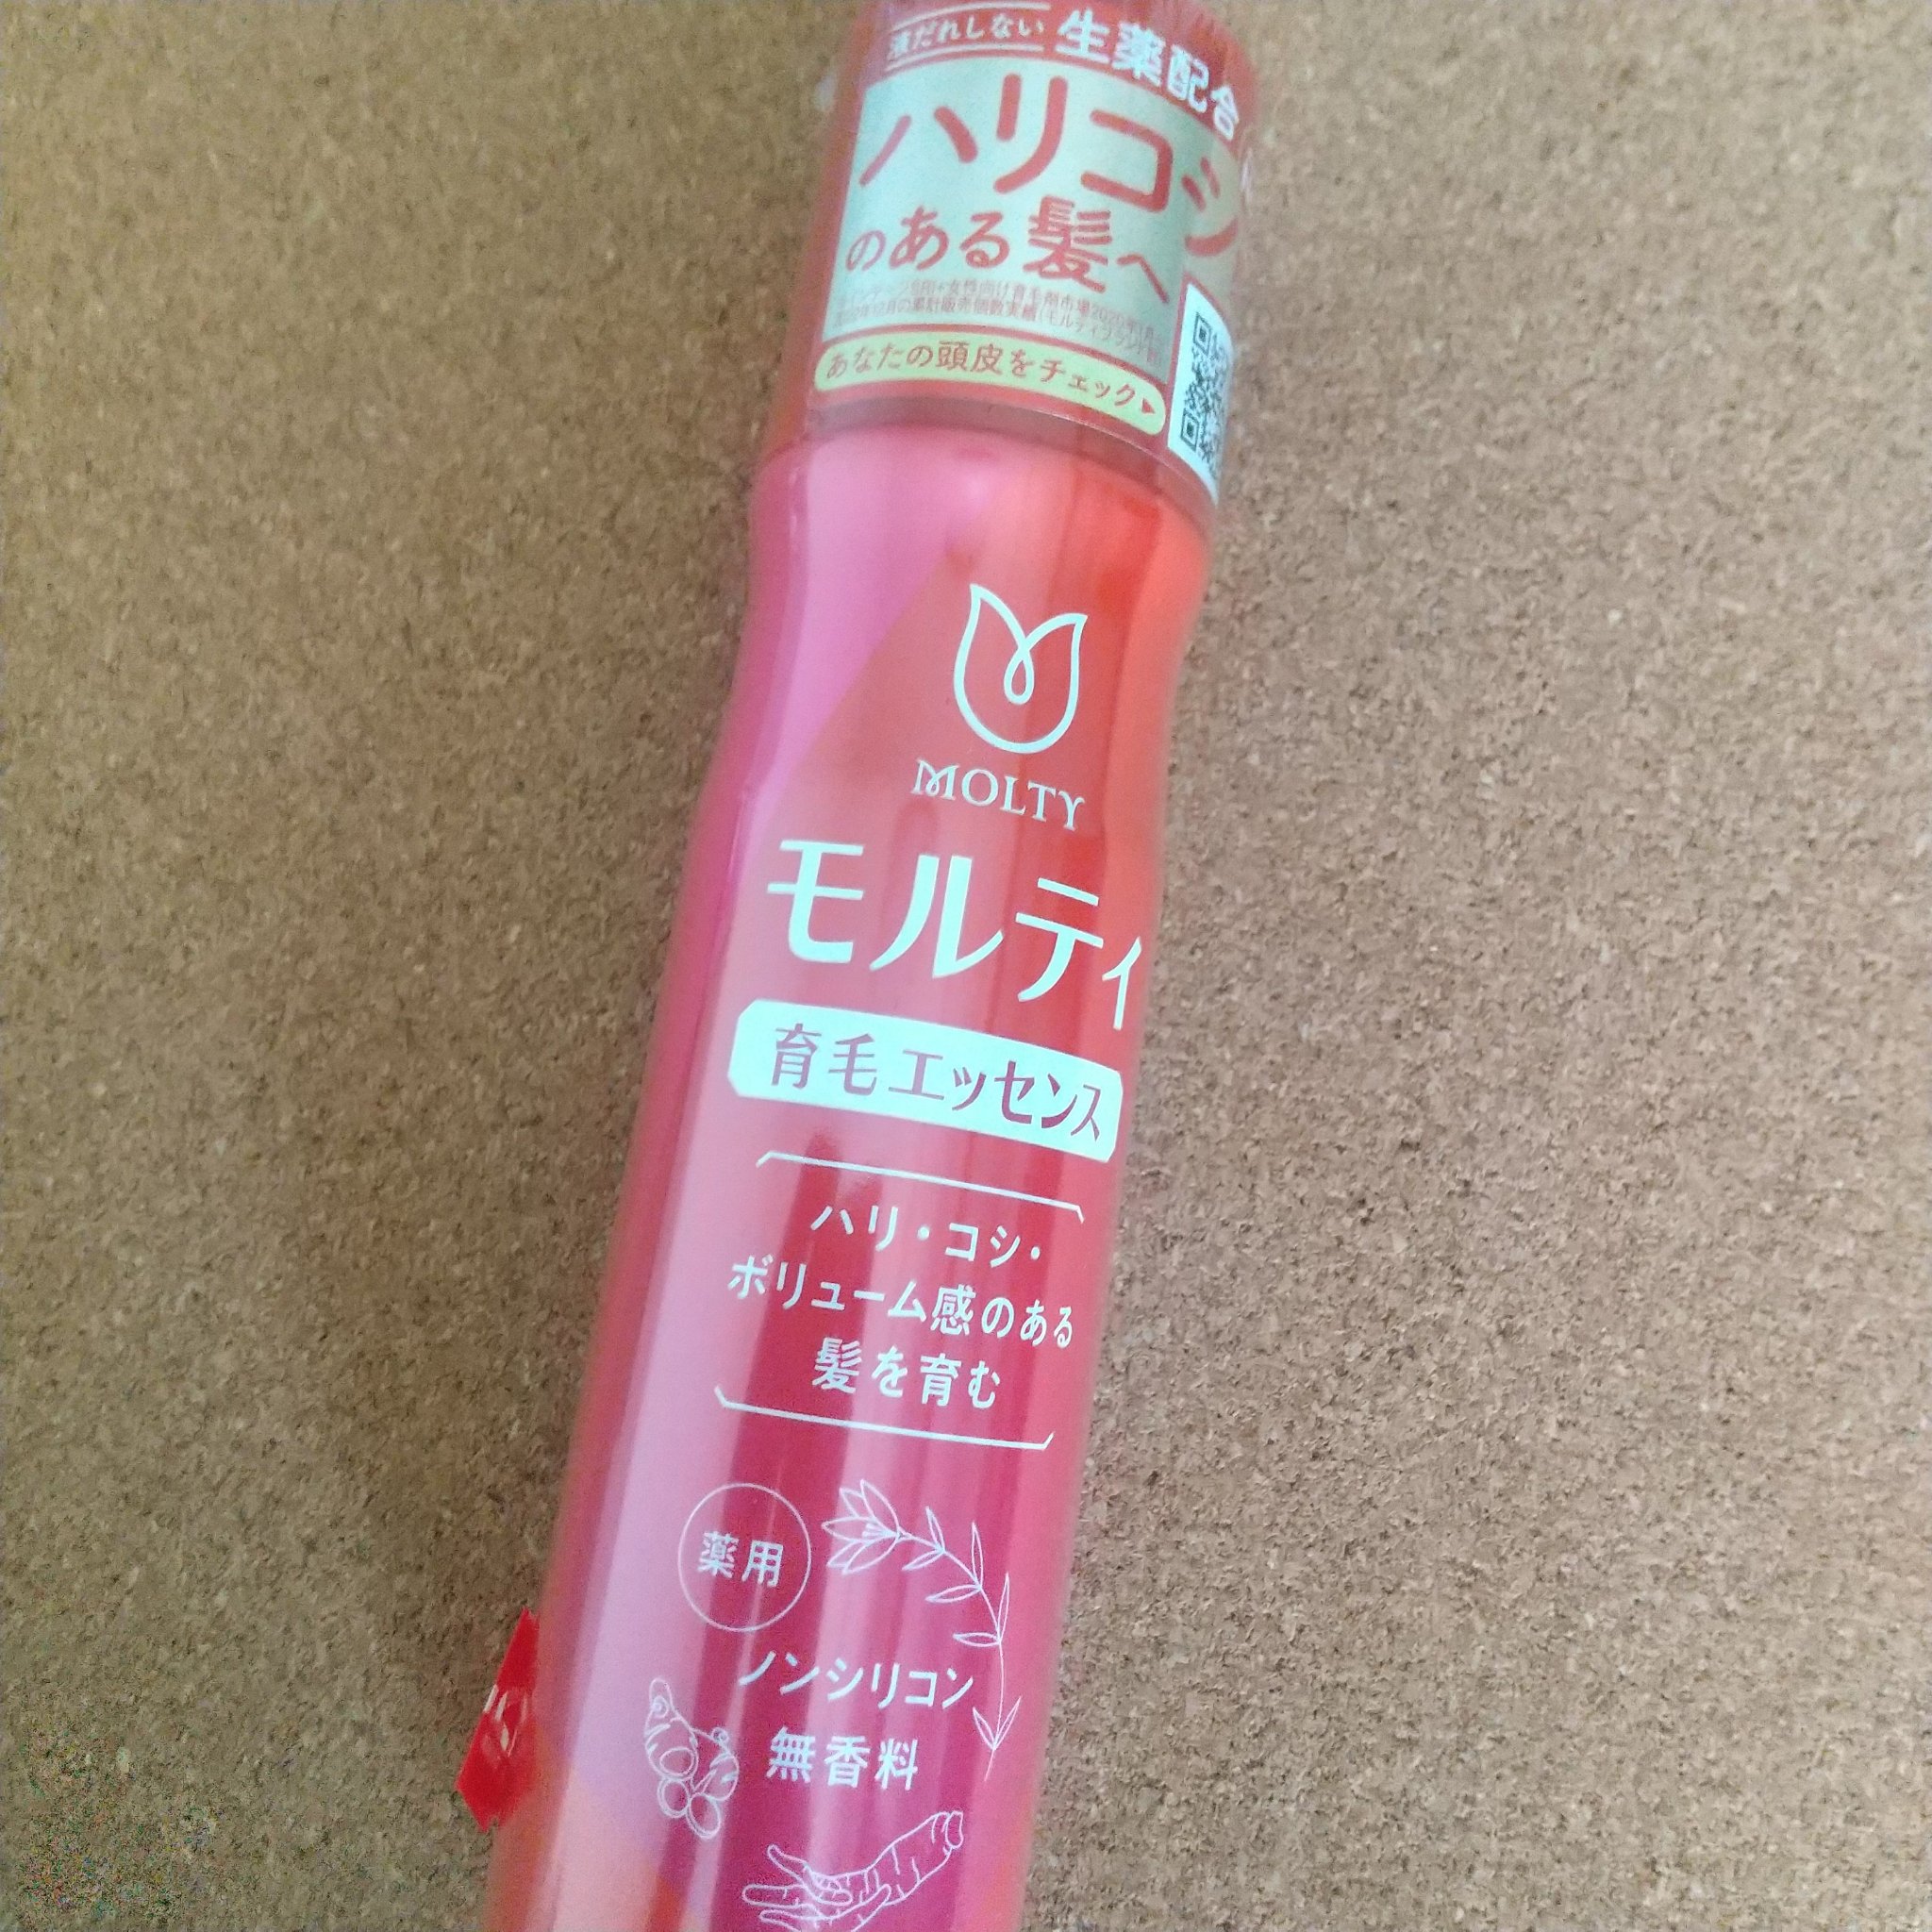 液だれしない 生薬配合
ハリコシ
のある髪へ
あなたの頭皮をチェック
MOLTY
モルティ
育毛エッセンス
ハリ・コシ・
ボリューム感のある
髪を育む
薬用
ノンシリコン
無香料